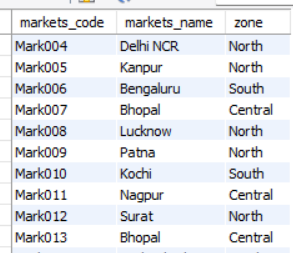 markets_code markets_name zone
Mark004 Delhi NCR North
Mark005 Kanpur North
Mark006 Bengaluru South
Mark007 Bhopal Central
Mark008 Lucknow North
Mark009 Patna North
Mark010 Kochi South
Mark011 Nagpur Central
Mark012 Surat North
Mark013 Bhopal Central